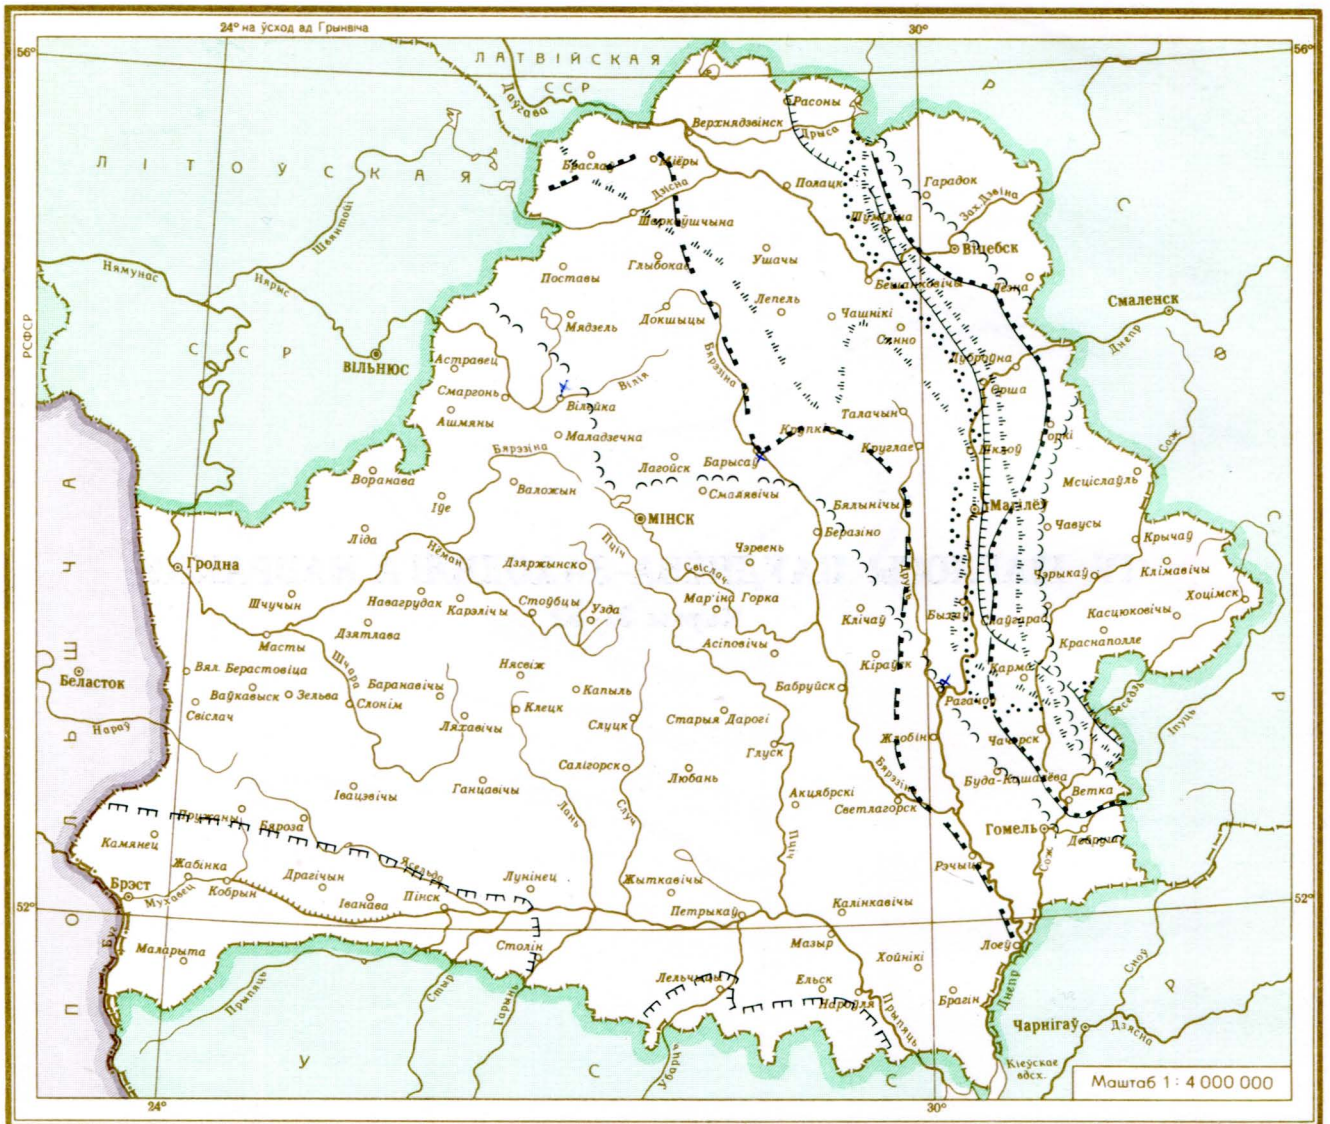 24° на ўсход ад Грынвіча
30°
56°
56°
ЛАТВІЙСКАЯ
ССР
Даўгава
Р
Расоны
Верхнядзвінск
Дрыса
ЛІТОЎСКАЯ
Браслаў
Міёры
Дзісна
Полацк
Гарадок
Зах.Дзвіна
С
Швянтойі
Шаркаўшчына
Шуміліна
Віцебск
Нямунас
Нярыс
Паставы
Глыбокае
Ушачы
Бешанковічы
Лёзна
РСФСР
ССР
ВІЛЬНЮС
Мядзель
Докшыцы
Лепель
Чашнікі
Сянно
Смаленск
Днепр
Ф
Астравец
Смаргонь
Вілія
Бярэзіна
Дуброўна
Орша
Ашмяны
Вілейка
Талачын
Маладзечна
Крупкі
Круглае
Шклоў
Горкі
Сож
Бярэзіна
Лагойск
Барысаў
Воранава
Валожын
Смалявічы
Мсціслаўль
А
Іўе
МІНСК
Бялынічы
Магілёў
Чавусы
С
Ліда
Беразіно
Крычаў
Ч
Гродна
Нёман
Дзяржынск
Пціч
Свіслач
Чэрвень
Друць
Чэрыкаў
Клімавічы
Хоцімск
Шчучын
Навагрудак
Карэлічы
Стоўбцы
Узда
Мар'іна Горка
Клічаў
Быхаў
Слаўгарад
Касцюковічы
Дзятлава
Краснаполле
Масты
Асіповічы
Ш
Вял. Берастовіца
Шчара
Нясвіж
Кіраўск
Карма
Беласток
Ваўкавыск
Зельва
Баранавічы
Капыль
Бабруйск
Р
Свіслач
Слонім
Клецк
Рагачоў
Беседзь
Нараў
Ляхавічы
Слуцк
Старыя Дарогі
Іпуць
Ь
Глуск
Жлобін
Чачэрск
Салігорск
Любань
Бярэзіна
Буда-Кашалёва
Івацэвічы
Ганцавічы
Акцябрскі
Ветка
Л
Пружаны
Бяроза
Лань
Случ
Светлагорск
Гомель
Добруш
Камянец
Ясельда
Пціч
Рэчыца
Жабінка
Драгічын
Лунінец
Жыткавічы
Сож
Брэст
Мухавец
Кобрын
Іванава
Пінск
Калінкавічы
52°
52°
О
Петрыкаў
Буг
Столін
Мазыр
Лоеў
Маларыта
Хойнікі
Сноў
Прыпяць
Стыр
Гарынь
Лельчыцы
Ельск
Нароўля
Брагін
Днепр
Р
П
Прыпяць
Чарнігаў
Дзясна
У
С
С
Убарць
Кіеўскае
вдсх.
Маштаб 1 : 4 000 000
24°
30°